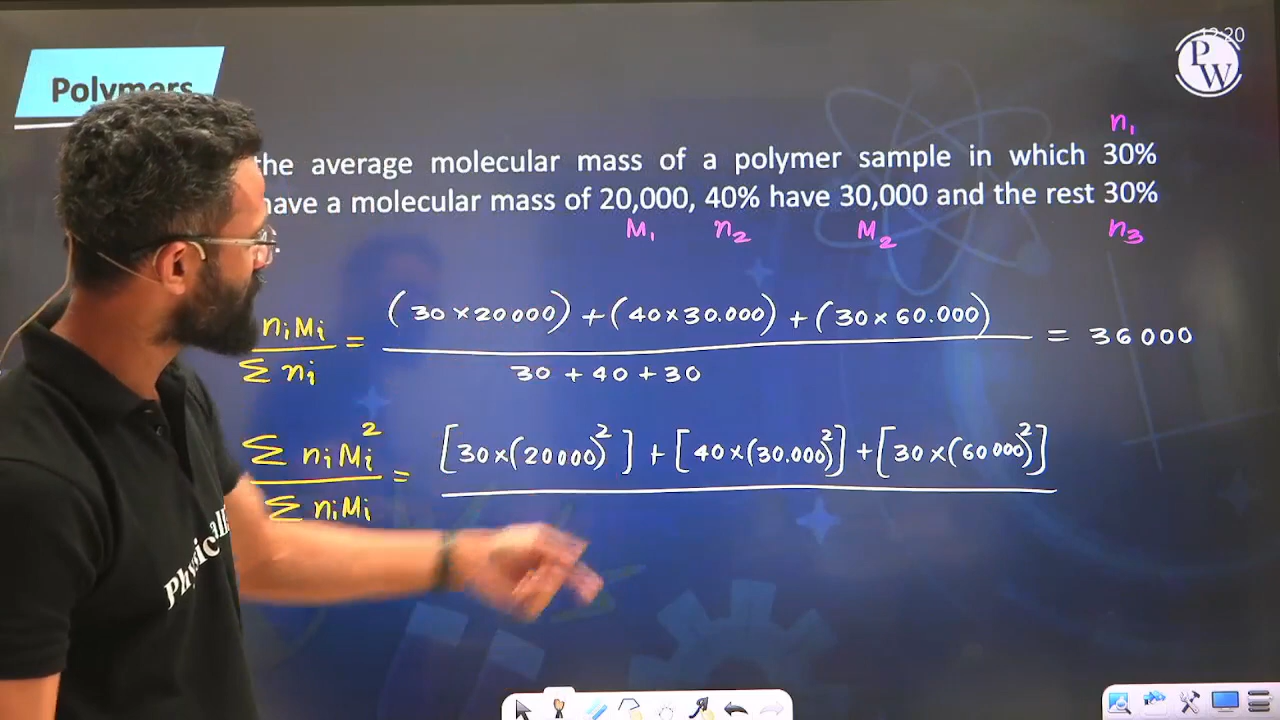 12:20
PW
Polymers
n₁
the average molecular mass of a polymer sample in which 30%
have a molecular mass of 20,000, 40% have 30,000 and the rest 30%
M₁ n₂ M₂ n₃
nᵢMᵢ / Σ nᵢ = (30×20000) + (40×30.000) + (30×60.000) / 30 + 40 + 30 = 36000
Σ nᵢMᵢ² / Σ nᵢMᵢ = [30×(20000)²] + [40×(30.000)²] + [30×(60000)²]